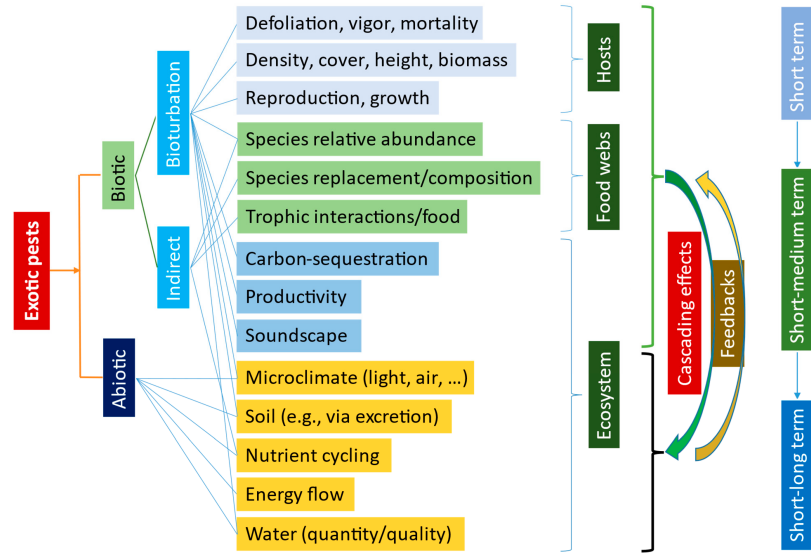 Exotic pests
Biotic
Abiotic
Bioturbation
Indirect
Defoliation, vigor, mortality
Density, cover, height, biomass
Reproduction, growth
Species relative abundance
Species replacement/composition
Trophic interactions/food
Carbon-sequestration
Productivity
Soundscape
Microclimate (light, air, ...)
Soil (e.g., via excretion)
Nutrient cycling
Energy flow
Water (quantity/quality)
Hosts
Food webs
Ecosystem
Cascading effects
Feedbacks
Short term
Short-medium term
Short-long term